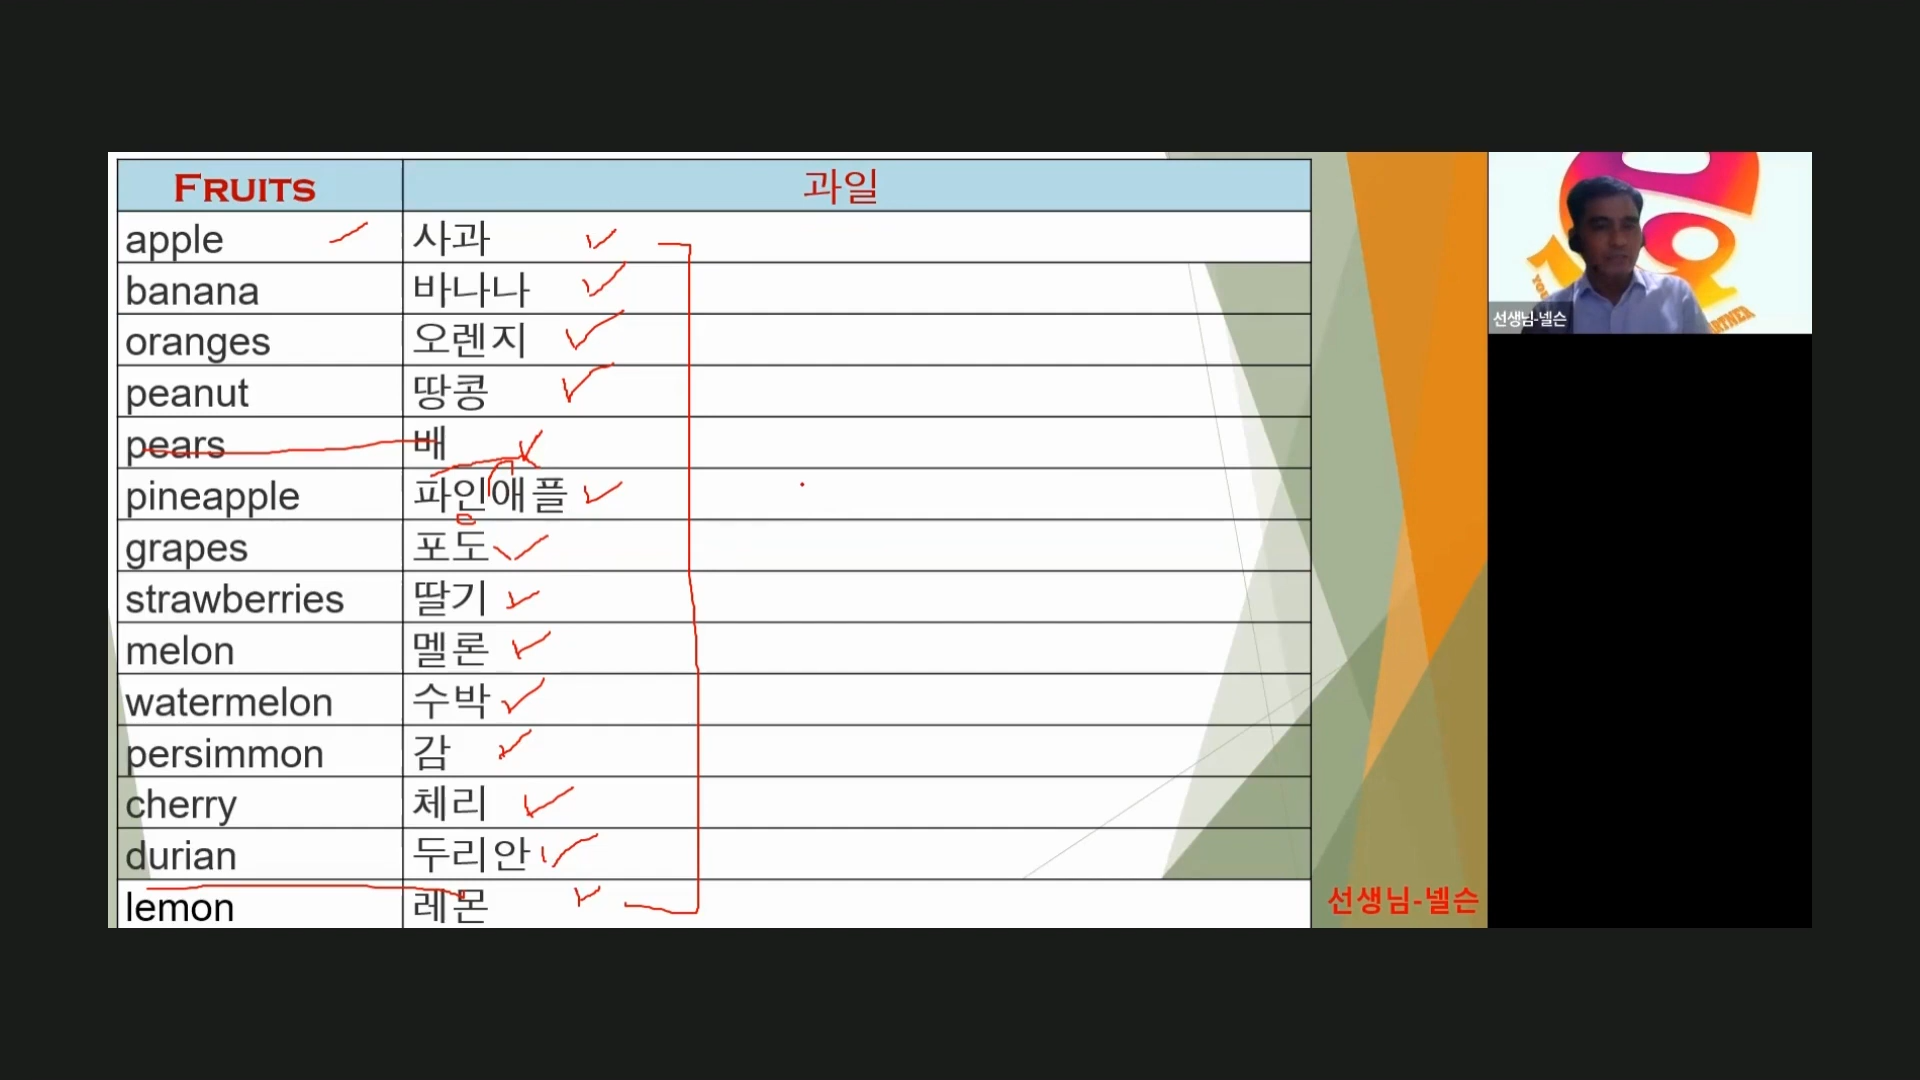 FRUITS 과일
apple 사과
banana 바나나
oranges 오렌지
peanut 땅콩
pears 배
pineapple 파인애플
grapes 포도
strawberries 딸기
melon 멜론
watermelon 수박
persimmon 감
cherry 체리
durian 두리안
lemon 레몬
선생님-넬슨
선생님-넬슨